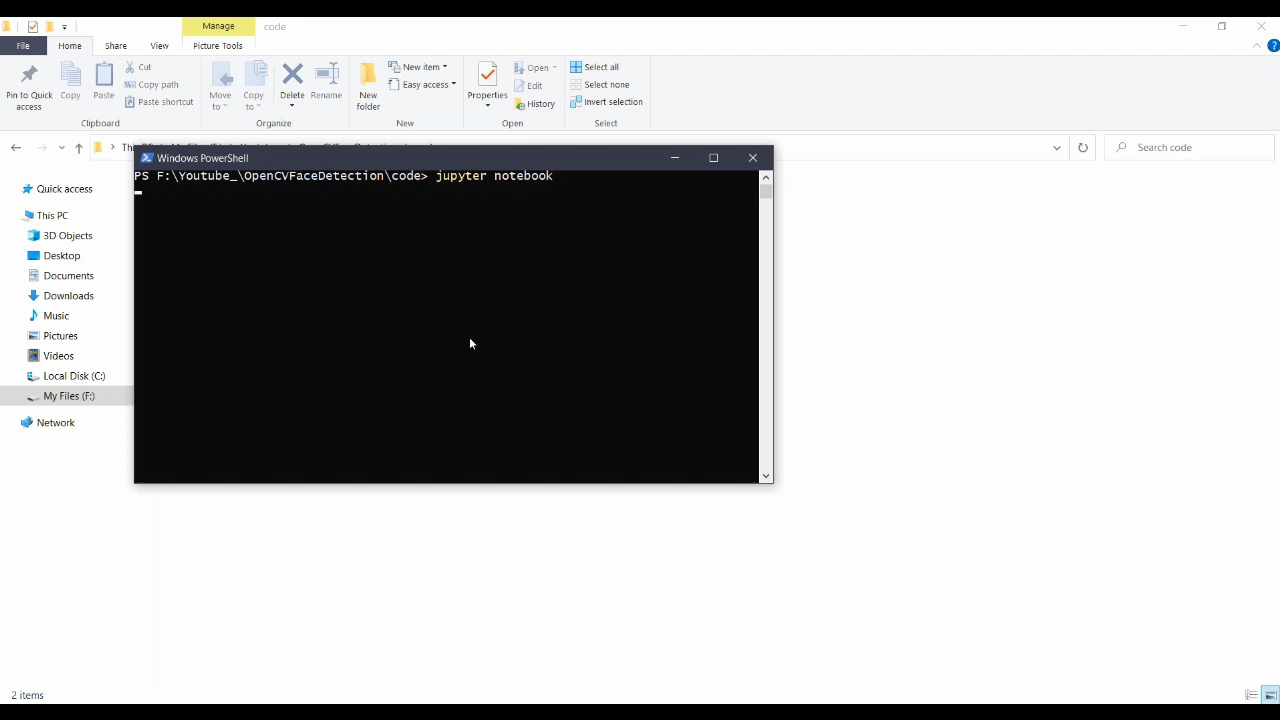 Manage
code
File
Home
Share
View
Picture Tools
Pin to Quick access
Copy
Paste
Cut
Copy path
Paste shortcut
Clipboard
Move to
Copy to
Delete
Rename
Organize
New folder
New item
Easy access
New
Properties
Open
Edit
History
Open
Select all
Select none
Invert selection
Select
Search code
Windows PowerShell
PS F:\Youtube_\OpenCVFaceDetection\code> jupyter notebook
Quick access
This PC
3D Objects
Desktop
Documents
Downloads
Music
Pictures
Videos
Local Disk (C:)
My Files (F:)
Network
2 items